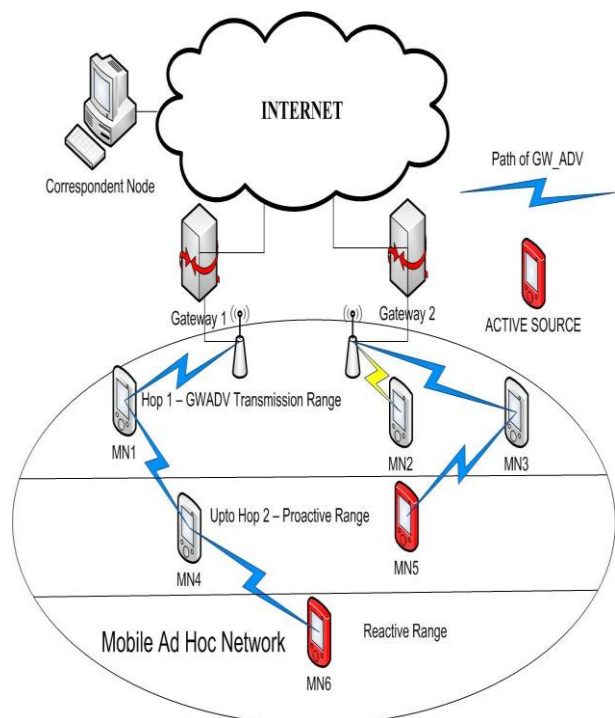 INTERNET
Correspondent Node
Path of GW_ADV
Gateway 1
Gateway 2
ACTIVE SOURCE
Hop 1 – GWADV Transmission Range
MN1
MN2
MN3
Upto Hop 2 – Proactive Range
MN4
MN5
Reactive Range
Mobile Ad Hoc Network
MN6